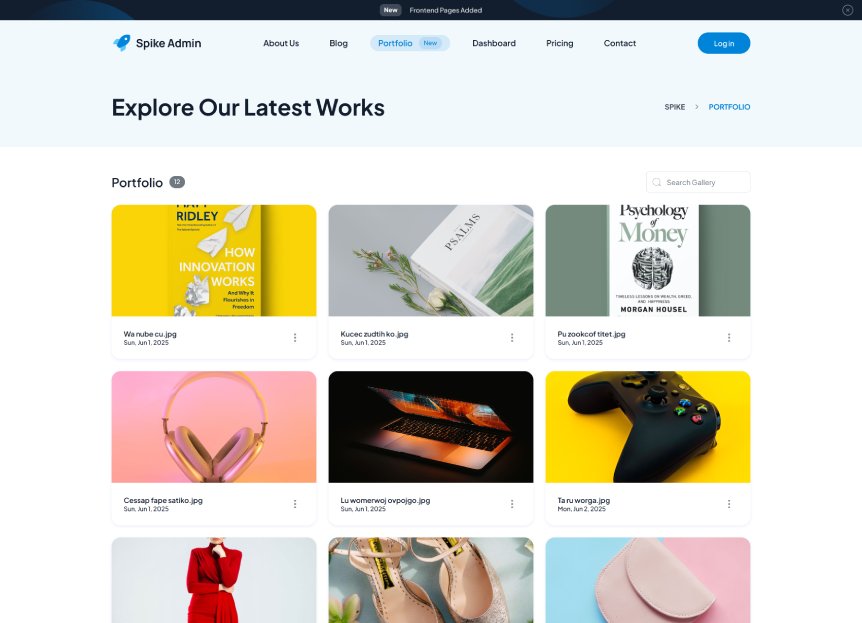 New Frontend Pages Added
Spike Admin
About Us
Blog
Portfolio New
Dashboard
Pricing
Contact
Log in
Explore Our Latest Works
SPIKE > PORTFOLIO
Portfolio 12
Search Gallery
RIDLEY
HOW
INNOVATION
WORKS
And Why It
Flourishes in
Freedom
PSALMS
Psychology
of
Money
TIMELESS LESSONS ON WEALTH, GREED,
AND HAPPINESS
MORGAN HOUSEL
Wa nube cu.jpg
Sun, Jun 1, 2025
Kucec zudtih ko.jpg
Sun, Jun 1, 2025
Pu zookcof titet.jpg
Sun, Jun 1, 2025
Cessap fape satiko.jpg
Sun, Jun 1, 2025
Lu womerwoj ovpojgo.jpg
Sun, Jun 1, 2025
Ta ru worga.jpg
Mon, Jun 2, 2025